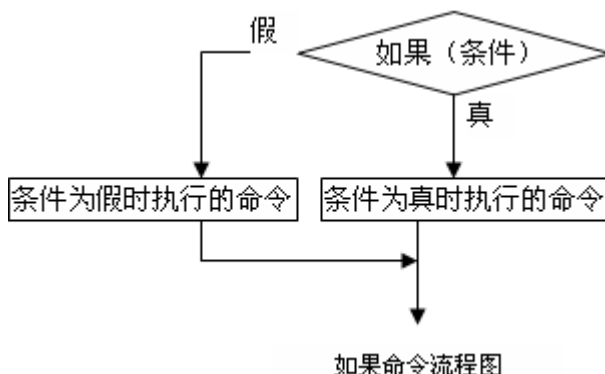 假
如果（条件）
真
条件为假时执行的命令
条件为真时执行的命令
如果命令流程图